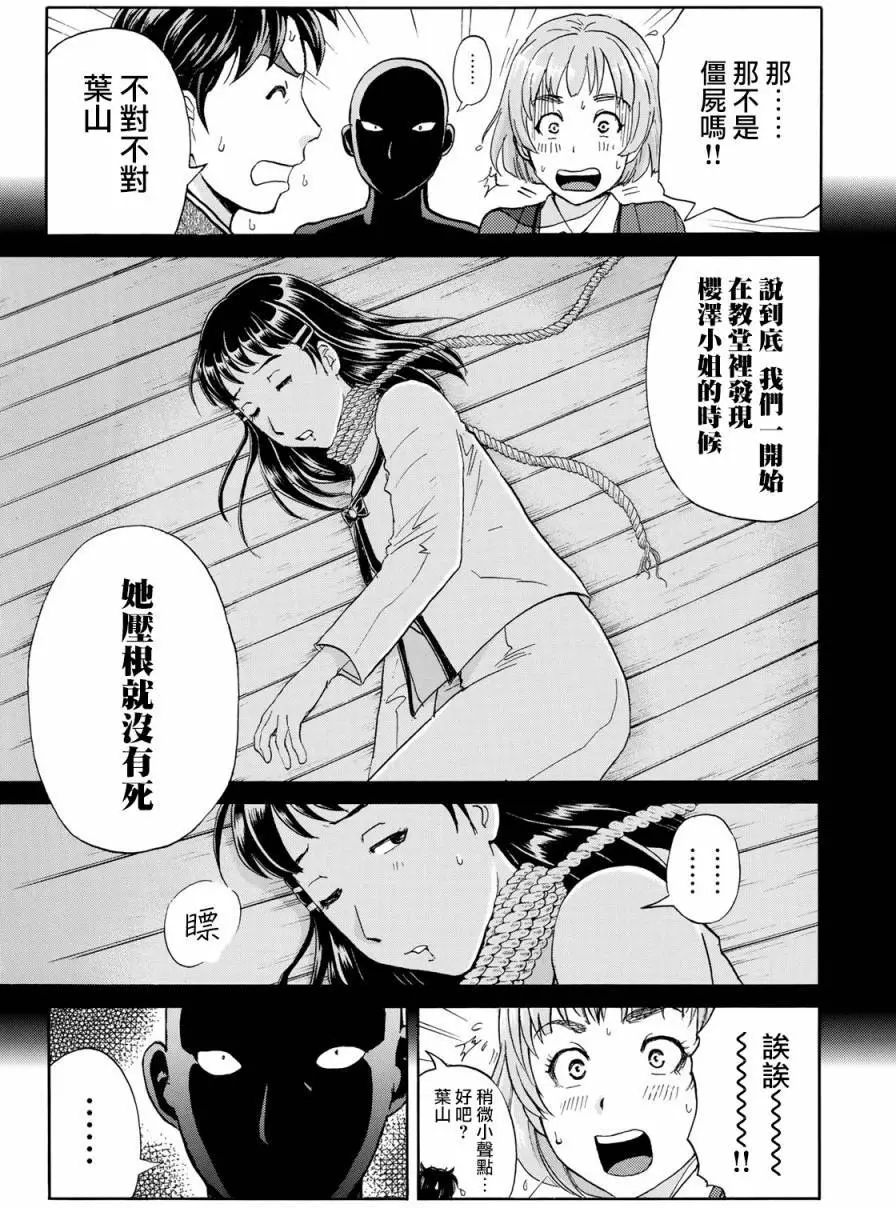 那……
那不是
僵屍嗎!!
……
不對不對
葉山
說到底 我們一開始
在教堂裡發現
櫻澤小姐的時候
她壓根就沒有死
……
瞟
誒誒~~~~~!!
稍微小聲點…
好吧?
葉山
……